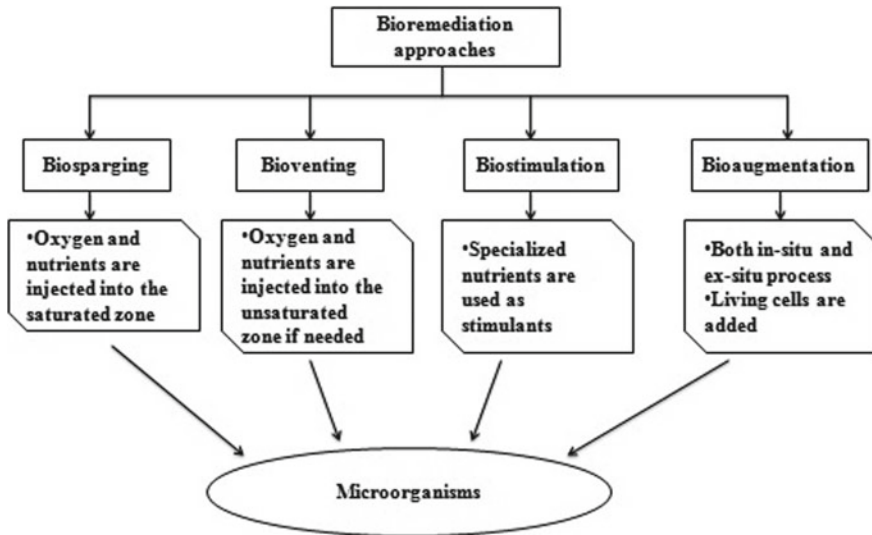 Bioremediation
approaches
Biosparging
Bioventing
Biostimulation
Bioaugmentation
•Oxygen and
nutrients are
injected into the
saturated zone
•Oxygen and
nutrients are
injected into the
unsaturated
zone if needed
•Specialized
nutrients are
used as
stimulants
•Both in-situ and
ex-situ process
•Living cells are
added
Microorganisms